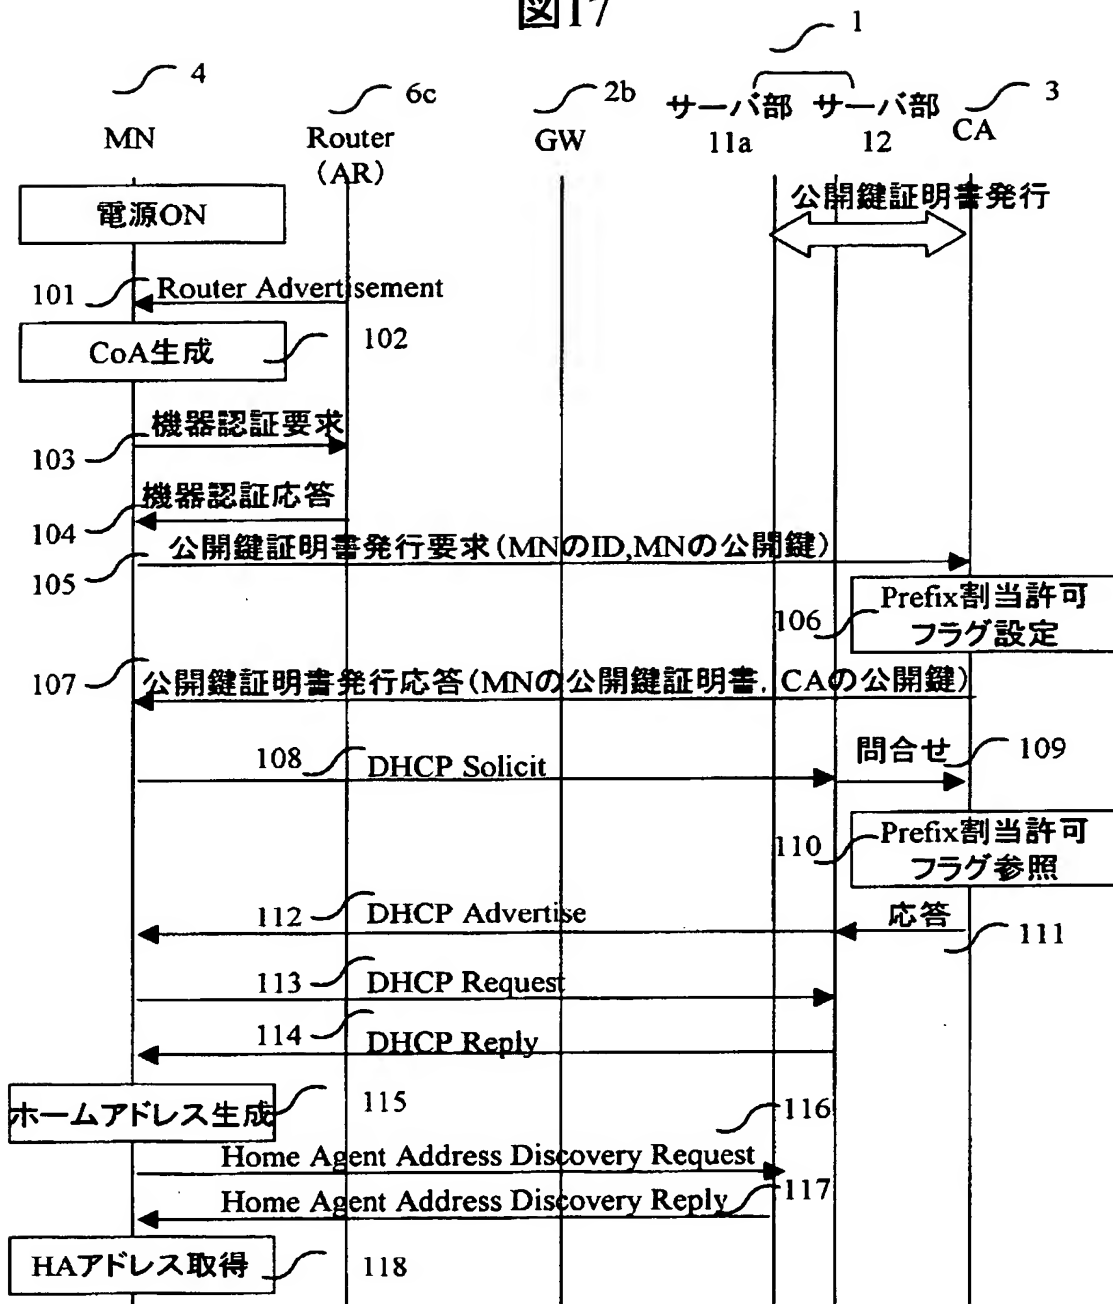 図17
1
4
6c
2b
3
MN
Router
(AR)
GW
サーバ部
11a
サーバ部
12
CA
電源ON
公開鍵証明書発行
101
Router Advertisement
CoA生成
102
機器認証要求
103
機器認証応答
104
公開鍵証明書発行要求(MNのID,MNの公開鍵)
105
Prefix割当許可
フラグ設定
106
107
公開鍵証明書発行応答(MNの公開鍵証明書, CAの公開鍵)
108
DHCP Solicit
問合せ
109
Prefix割当許可
フラグ参照
110
112
DHCP Advertise
応答
111
113
DHCP Request
114
DHCP Reply
ホームアドレス生成
115
116
Home Agent Address Discovery Request
Home Agent Address Discovery Reply
117
HAアドレス取得
118